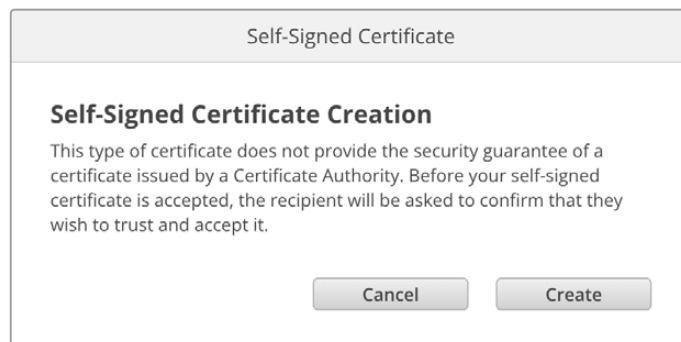 Self-Signed Certificate
Self-Signed Certificate Creation
This type of certificate does not provide the security guarantee of a
certificate issued by a Certificate Authority. Before your self-signed
certificate is accepted, the recipient will be asked to confirm that they
wish to trust and accept it.
Cancel Create